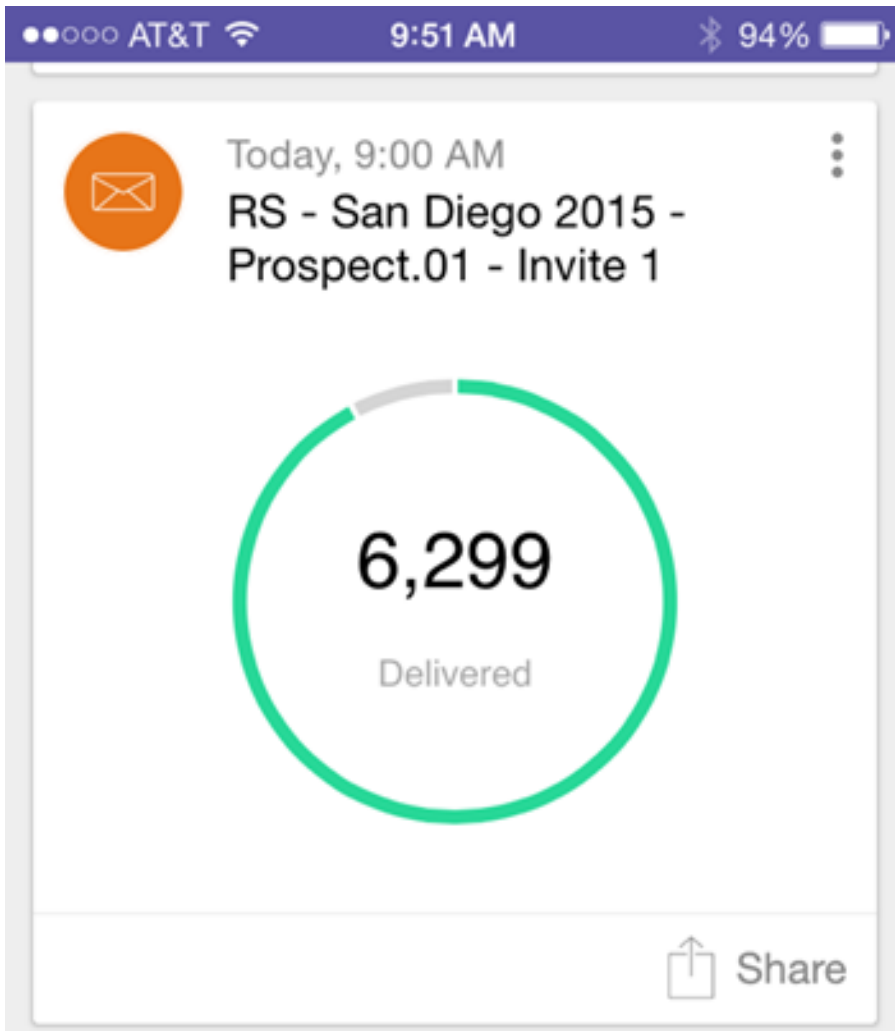 AT&T 9:51 AM 94%
Today, 9:00 AM
RS - San Diego 2015 -
Prospect.01 - Invite 1
6,299
Delivered
Share